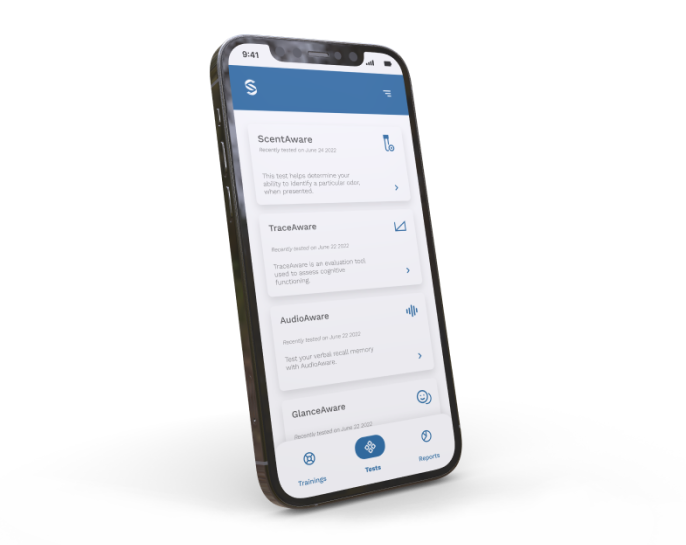 9:41
ScentAware
Recently tested on June 24 2022
This test helps determine your
ability to identify a particular odor,
when presented.
TraceAware
Recently tested on June 22 2022
TraceAware is an evaluation tool
used to assess cognitive
functioning.
AudioAware
Recently tested on June 22 2022
Test your verbal recall memory
with AudioAware.
GlanceAware
Recently tested on June 22 2022
Trainings
Tests
Reports